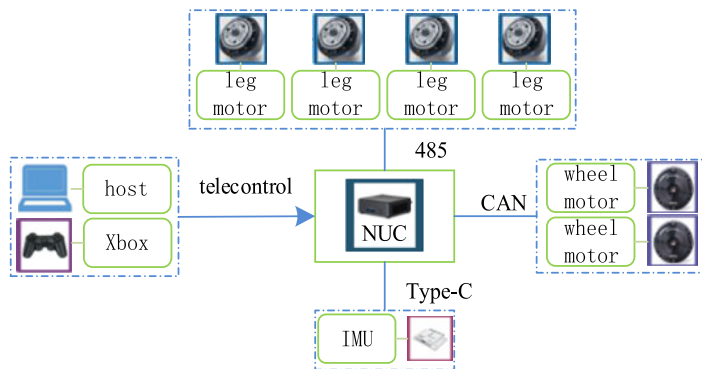 leg
motor
leg
motor
leg
motor
leg
motor
485
host
Xbox
telecontrol
NUC
CAN
wheel
motor
wheel
motor
Type-C
IMU